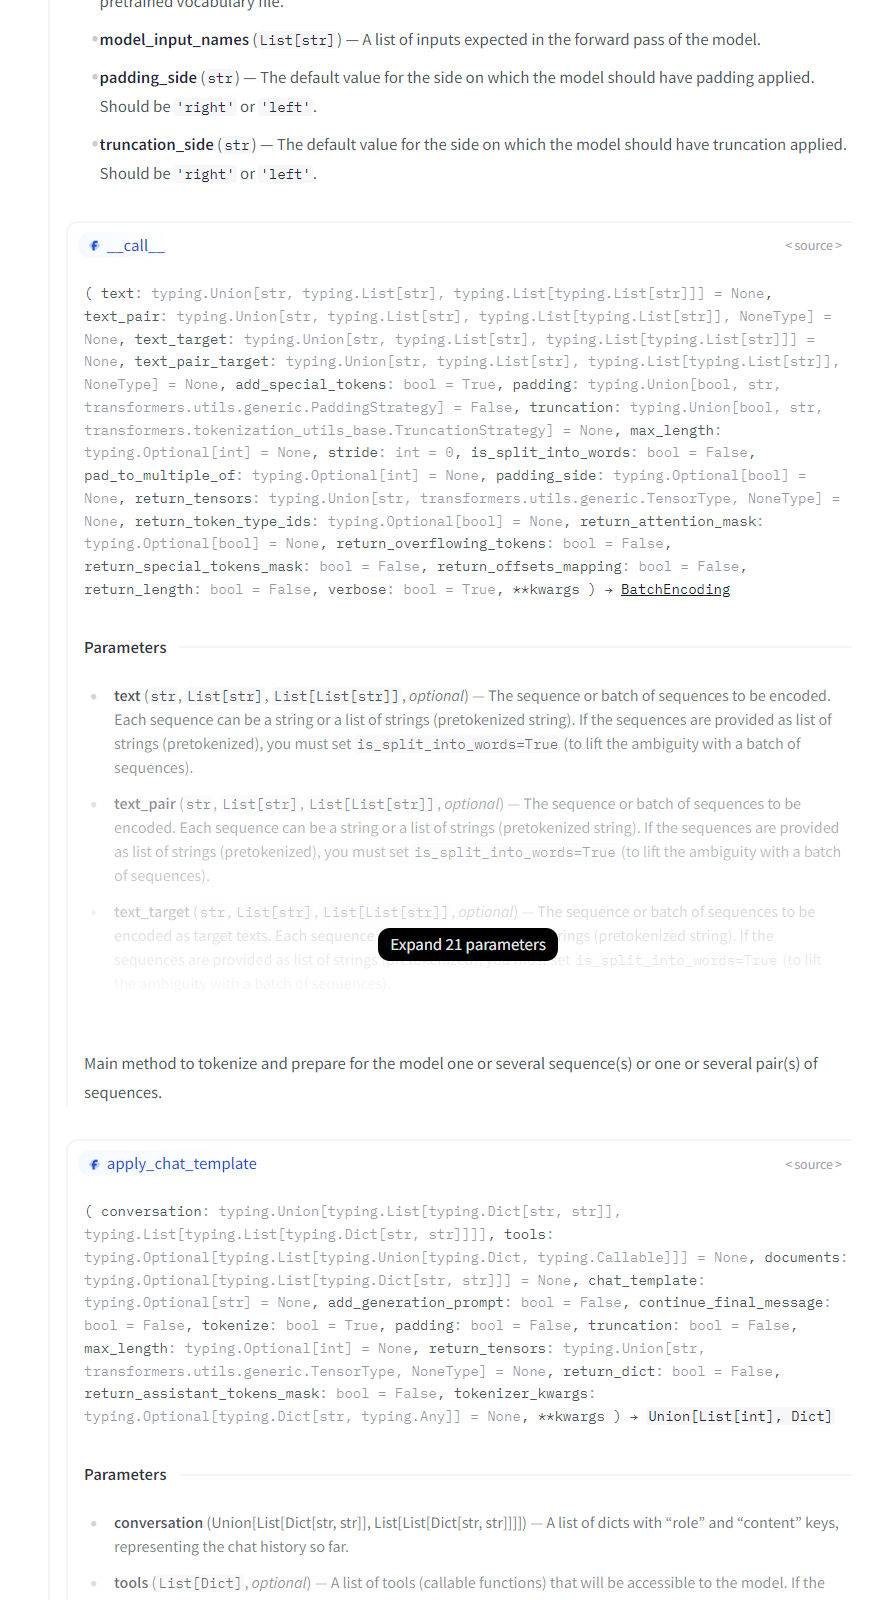 pretrained vocabulary file.
model_input_names (List[str]) — A list of inputs expected in the forward pass of the model.
padding_side (str) — The default value for the side on which the model should have padding applied.
Should be 'right' or 'left'.
truncation_side (str) — The default value for the side on which the model should have truncation applied.
Should be 'right' or 'left'.
__call__
< source >
( text: typing.Union[str, typing.List[str], typing.List[typing.List[str]]] = None,
text_pair: typing.Union[str, typing.List[str], typing.List[typing.List[str]], NoneType] =
None, text_target: typing.Union[str, typing.List[str], typing.List[typing.List[str]]] =
None, text_pair_target: typing.Union[str, typing.List[str], typing.List[typing.List[str]],
NoneType] = None, add_special_tokens: bool = True, padding: typing.Union[bool, str,
transformers.utils.generic.PaddingStrategy] = False, truncation: typing.Union[bool, str,
transformers.tokenization_utils_base.TruncationStrategy] = None, max_length:
typing.Optional[int] = None, stride: int = 0, is_split_into_words: bool = False,
pad_to_multiple_of: typing.Optional[int] = None, padding_side: typing.Optional[bool] =
None, return_tensors: typing.Union[str, transformers.utils.generic.TensorType, NoneType] =
None, return_token_type_ids: typing.Optional[bool] = None, return_attention_mask:
typing.Optional[bool] = None, return_overflowing_tokens: bool = False,
return_special_tokens_mask: bool = False, return_offsets_mapping: bool = False,
return_length: bool = False, verbose: bool = True, **kwargs ) → BatchEncoding
Parameters
text (str, List[str], List[List[str]], optional) — The sequence or batch of sequences to be encoded.
Each sequence can be a string or a list of strings (pretokenized string). If the sequences are provided as list of
strings (pretokenized), you must set is_split_into_words=True (to lift the ambiguity with a batch of
sequences).
text_pair (str, List[str], List[List[str]], optional) — The sequence or batch of sequences to be
encoded. Each sequence can be a string or a list of strings (pretokenized string). If the sequences are provided
as list of strings (pretokenized), you must set is_split_into_words=True (to lift the ambiguity with a batch
of sequences).
text_target (str, List[str], List[List[str]], optional) — The sequence or batch of sequences to be
encoded as target texts. Each sequence
Expand 21 parameters
strings (pretokenized string). If the
sequences are provided as list of strings set is_split_into_words=True (to lift
the ambiguity with a batch of sequences).
Main method to tokenize and prepare for the model one or several sequence(s) or one or several pair(s) of
sequences.
apply_chat_template
< source >
( conversation: typing.Union[typing.List[typing.Dict[str, str]],
typing.List[typing.List[typing.Dict[str, str]]]], tools:
typing.Optional[typing.List[typing.Union[typing.Dict, typing.Callable]]] = None, documents:
typing.Optional[typing.List[typing.Dict[str, str]]] = None, chat_template:
typing.Optional[str] = None, add_generation_prompt: bool = False, continue_final_message:
bool = False, tokenize: bool = True, padding: bool = False, truncation: bool = False,
max_length: typing.Optional[int] = None, return_tensors: typing.Union[str,
transformers.utils.generic.TensorType, NoneType] = None, return_dict: bool = False,
return_assistant_tokens_mask: bool = False, tokenizer_kwargs:
typing.Optional[typing.Dict[str, typing.Any]] = None, **kwargs ) → Union[List[int], Dict]
Parameters
conversation (Union[List[Dict[str, str]], List[List[Dict[str, str]]]]) — A list of dicts with “role” and “content” keys,
representing the chat history so far.
tools (List[Dict], optional) — A list of tools (callable functions) that will be accessible to the model. If the